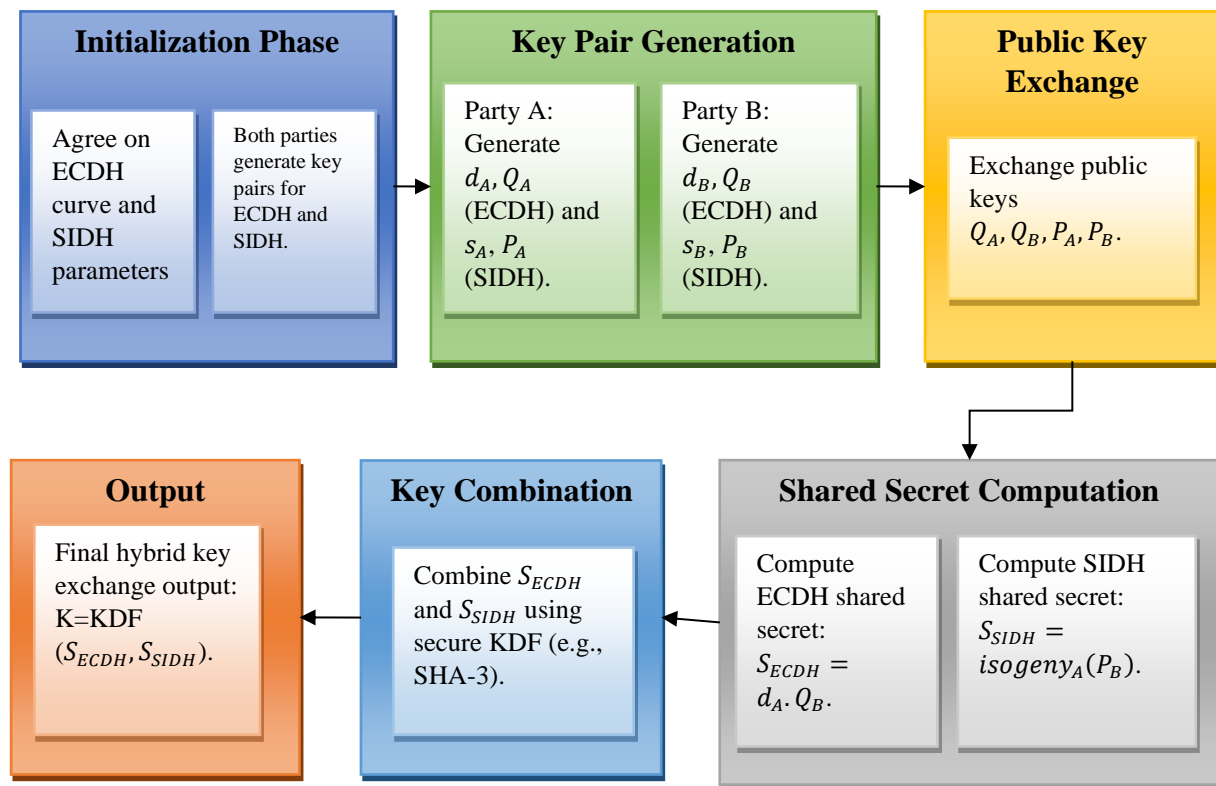 Initialization Phase
Agree on
ECDH
curve and
SIDH
parameters
Both parties
generate key
pairs for
ECDH and
SIDH.
Key Pair Generation
Party A:
Generate
d_A, Q_A
(ECDH) and
s_A, P_A
(SIDH).
Party B:
Generate
d_B, Q_B
(ECDH) and
s_B, P_B
(SIDH).
Public Key
Exchange
Exchange public
keys
Q_A, Q_B, P_A, P_B.
Shared Secret Computation
Compute
ECDH shared
secret:
S_ECDH =
d_A. Q_B.
Compute SIDH
shared secret:
S_SIDH =
isogeny_A(P_B).
Key Combination
Combine S_ECDH
and S_SIDH using
secure KDF (e.g.,
SHA-3).
Output
Final hybrid key
exchange output:
K=KDF
(S_ECDH, S_SIDH).